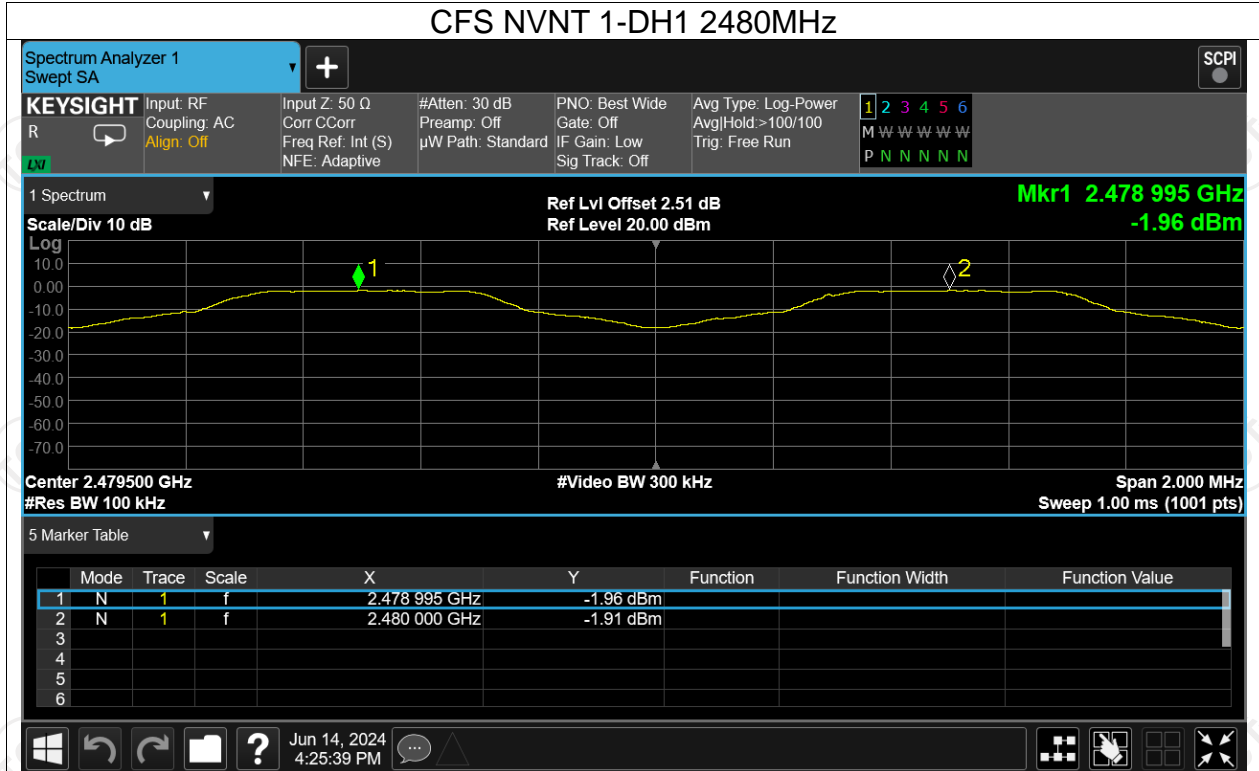 CFS NVNT 1-DH1 2480MHz
Spectrum Analyzer 1
Swept SA
SCPI
KEYSIGHT
R
LXI
Input: RF
Coupling: AC
Align: Off
Input Z: 50 Ω
Corr CCorr
Freq Ref: Int (S)
NFE: Adaptive
#Atten: 30 dB
Preamp: Off
µW Path: Standard
PNO: Best Wide
Gate: Off
IF Gain: Low
Sig Track: Off
Avg Type: Log-Power
Avg|Hold:>100/100
Trig: Free Run
1 2 3 4 5 6
M W W W W W
P N N N N N
1 Spectrum
Ref Lvl Offset 2.51 dB
Mkr1 2.478 995 GHz
Scale/Div 10 dB
Ref Level 20.00 dBm
-1.96 dBm
Log
10.0
0.00
-10.0
-20.0
-30.0
-40.0
-50.0
-60.0
-70.0
1
2
Center 2.479500 GHz
#Video BW 300 kHz
Span 2.000 MHz
#Res BW 100 kHz
Sweep 1.00 ms (1001 pts)
5 Marker Table
Mode Trace Scale X Y Function Function Width Function Value
1 N 1 f 2.478 995 GHz -1.96 dBm
2 N 1 f 2.480 000 GHz -1.91 dBm
3
4
5
6
?
Jun 14, 2024
4:25:39 PM